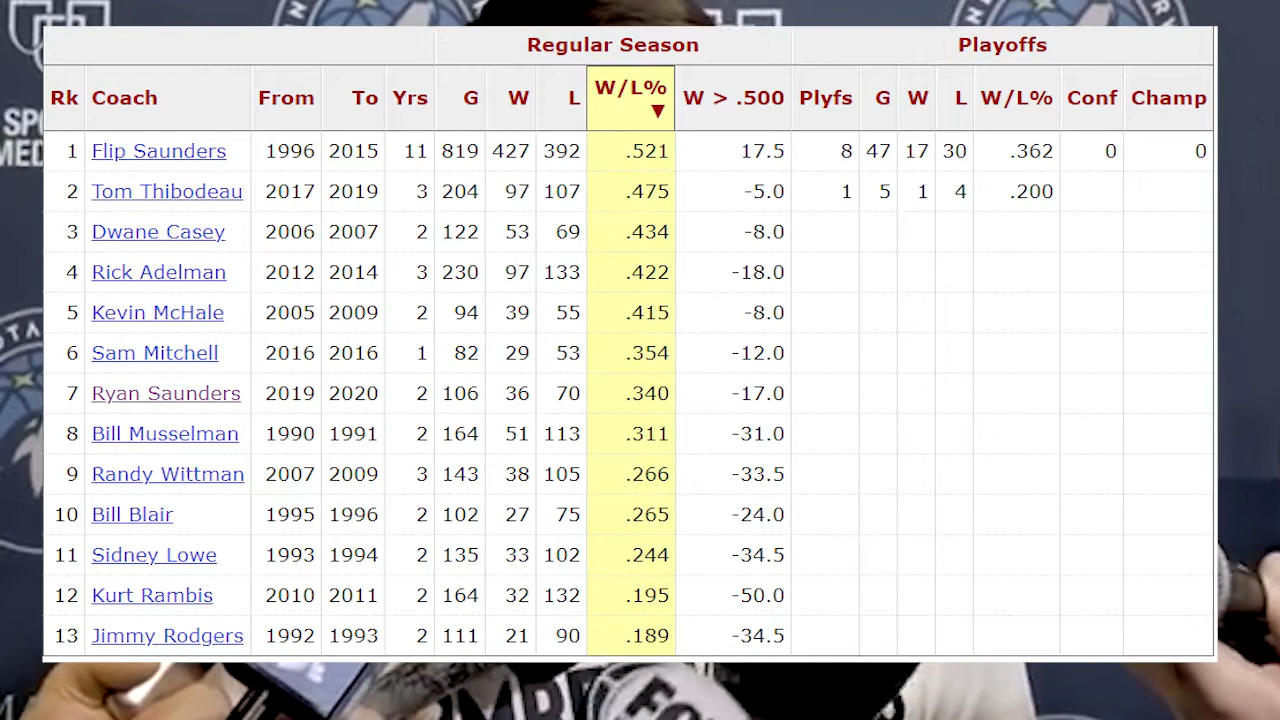 Regular Season Playoffs
Rk Coach From To Yrs G W L W/L% ▼ W > .500 Plyfs G W L W/L% Conf Champ
1 Flip Saunders 1996 2015 11 819 427 392 .521 17.5 8 47 17 30 .362 0 0
2 Tom Thibodeau 2017 2019 3 204 97 107 .475 -5.0 1 5 1 4 .200
3 Dwane Casey 2006 2007 2 122 53 69 .434 -8.0
4 Rick Adelman 2012 2014 3 230 97 133 .422 -18.0
5 Kevin McHale 2005 2009 2 94 39 55 .415 -8.0
6 Sam Mitchell 2016 2016 1 82 29 53 .354 -12.0
7 Ryan Saunders 2019 2020 2 106 36 70 .340 -17.0
8 Bill Musselman 1990 1991 2 164 51 113 .311 -31.0
9 Randy Wittman 2007 2009 3 143 38 105 .266 -33.5
10 Bill Blair 1995 1996 2 102 27 75 .265 -24.0
11 Sidney Lowe 1993 1994 2 135 33 102 .244 -34.5
12 Kurt Rambis 2010 2011 2 164 32 132 .195 -50.0
13 Jimmy Rodgers 1992 1993 2 111 21 90 .189 -34.5